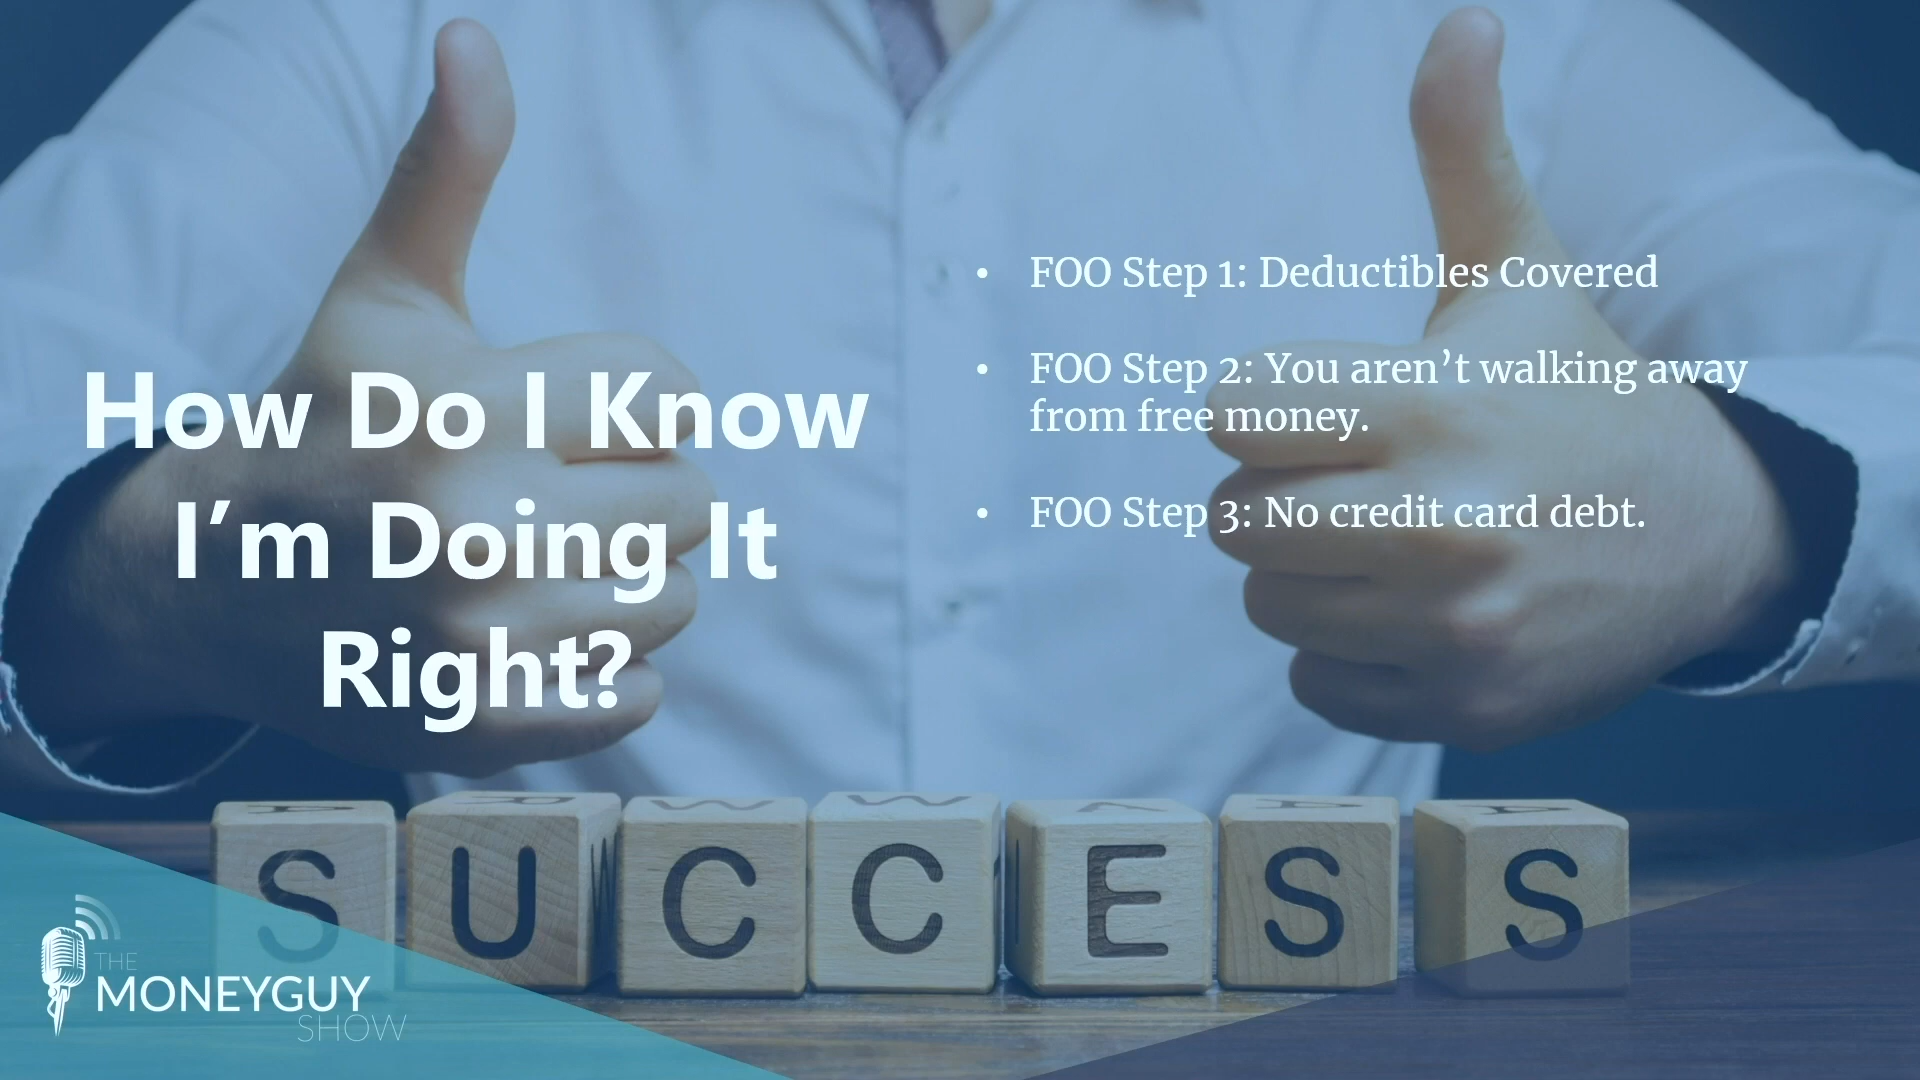 How Do I Know
I’m Doing It
Right?
• FOO Step 1: Deductibles Covered
• FOO Step 2: You aren’t walking away
from free money.
• FOO Step 3: No credit card debt.
S U C C E S S
THE
MONEYGUY
SHOW